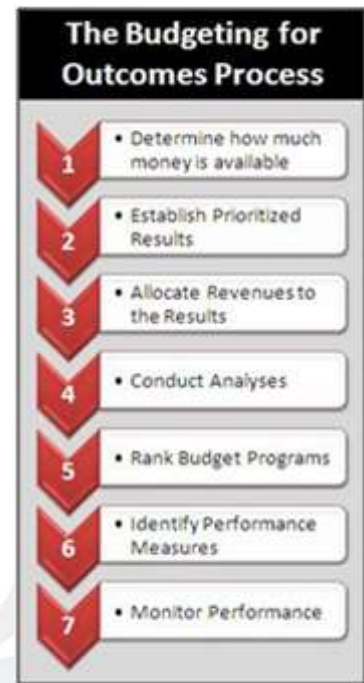 The Budgeting for
Outcomes Process
1
• Determine how much
money is available
2
• Establish Prioritized
Results
3
• Allocate Revenues to
the Results
4
• Conduct Analyses
5
• Rank Budget Programs
6
• Identify Performance
Measures
7
• Monitor Performance